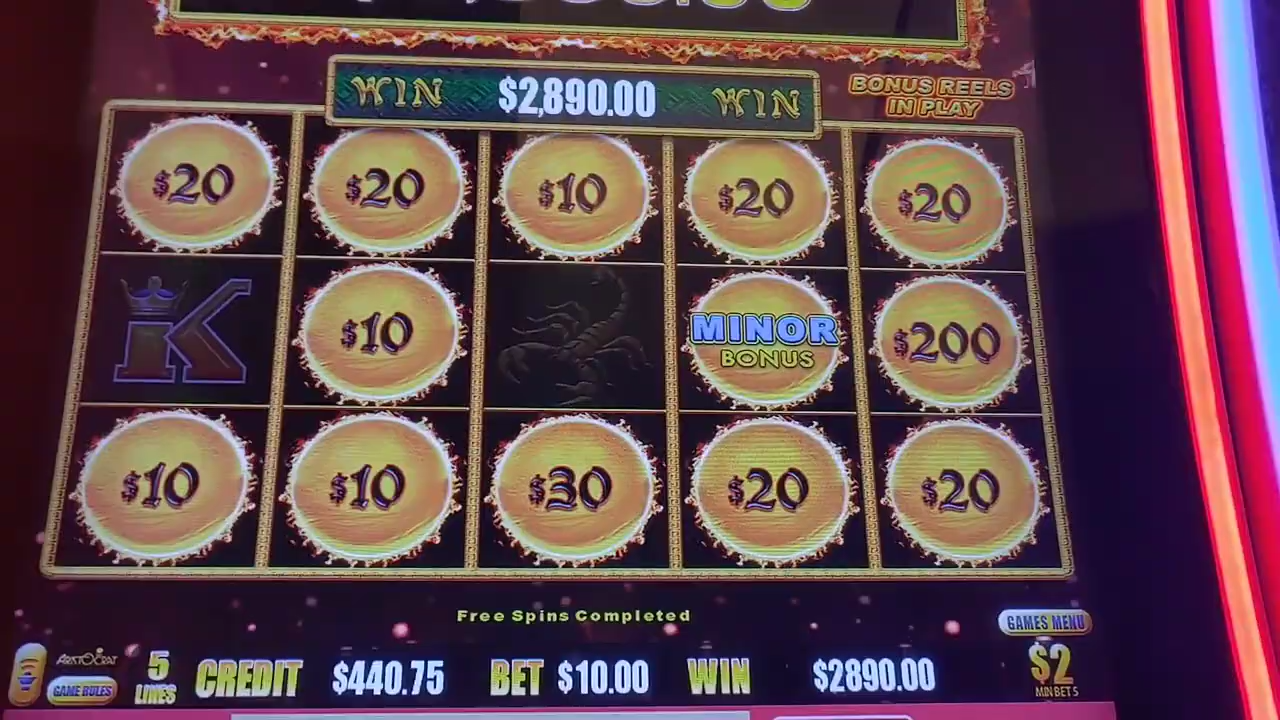 WIN $2,890.00 WIN
BONUS REELS
IN PLAY
$20 $20 $10 $20 $20
K $10 MINOR
BONUS $200
$10 $10 $30 $20 $20
Free Spins Completed
GAMES MENU
ARISTOCRAT
GAME RULES
5
LINES
CREDIT $440.75 BET $10.00 WIN $2890.00
$2
MIN BET 5